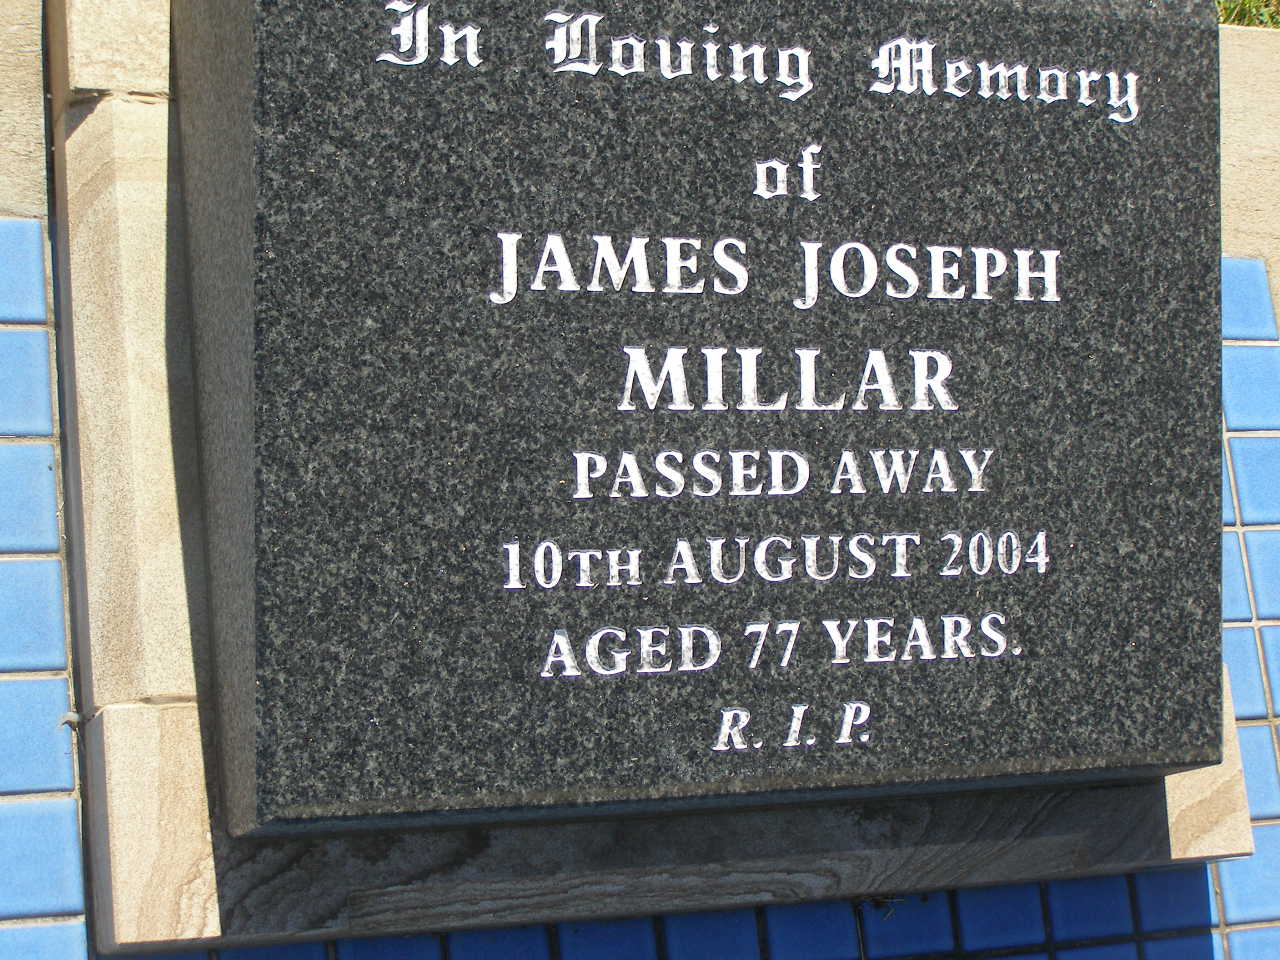 In Loving Memory
of
JAMES JOSEPH
MILLAR
PASSED AWAY
10TH AUGUST 2004
AGED 77 YEARS.
R. I. P.